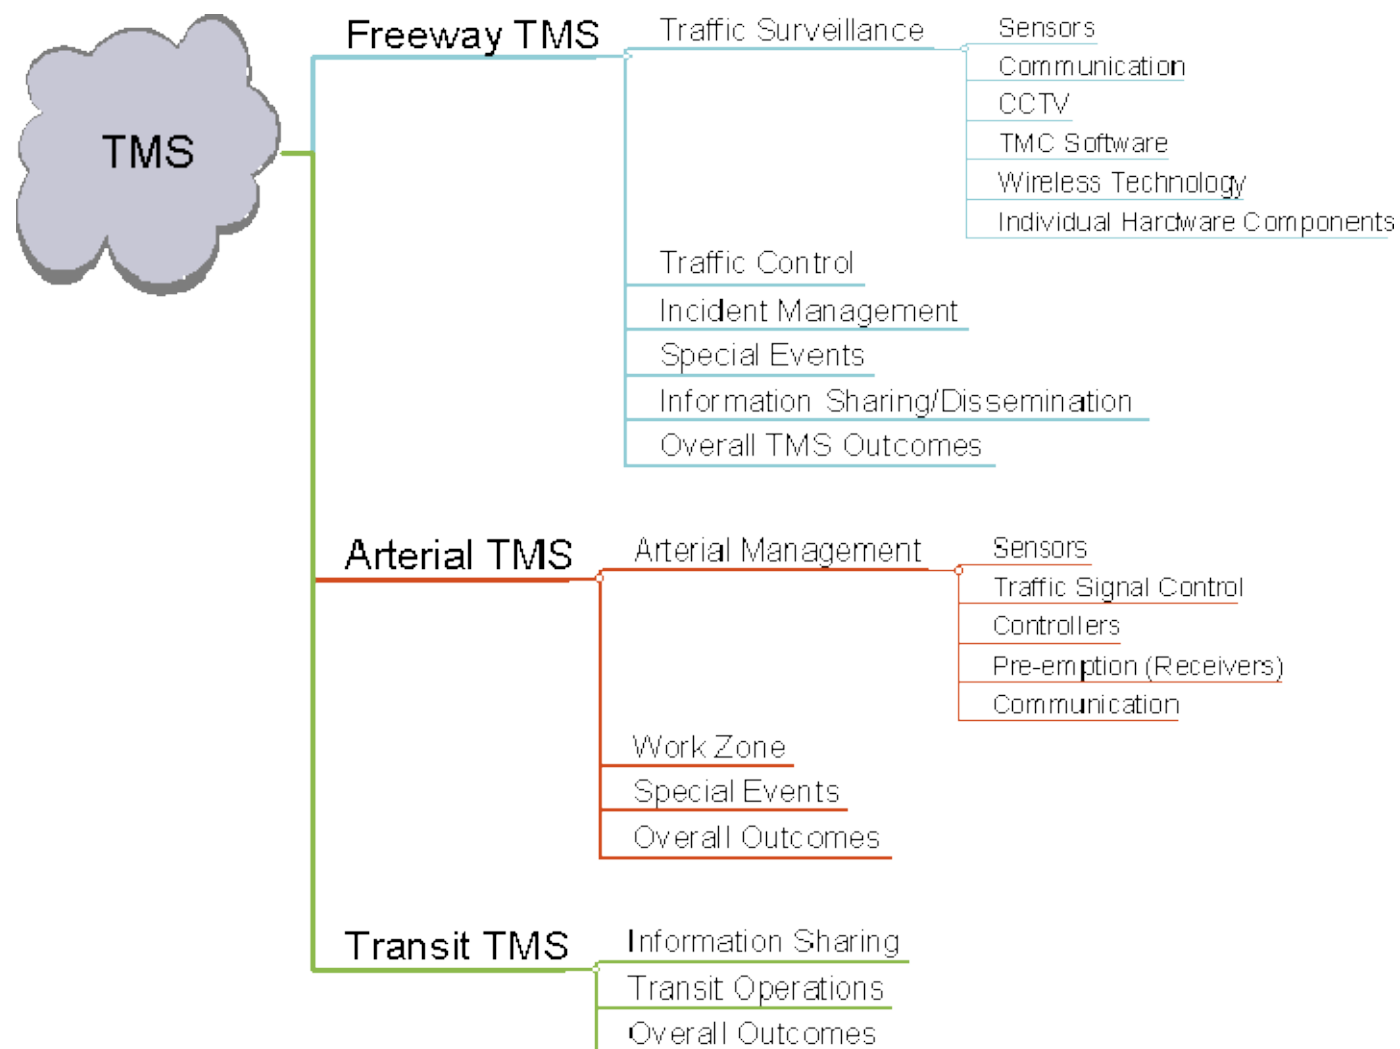 TMS
Freeway TMS
Traffic Surveillance
Sensors
Communication
CCTV
TMC Software
Wireless Technology
Individual Hardware Components
Traffic Control
Incident Management
Special Events
Information Sharing/Dissemination
Overall TMS Outcomes
Arterial TMS
Arterial Management
Sensors
Traffic Signal Control
Controllers
Pre-emption (Receivers)
Communication
Work Zone
Special Events
Overall Outcomes
Transit TMS
Information Sharing
Transit Operations
Overall Outcomes